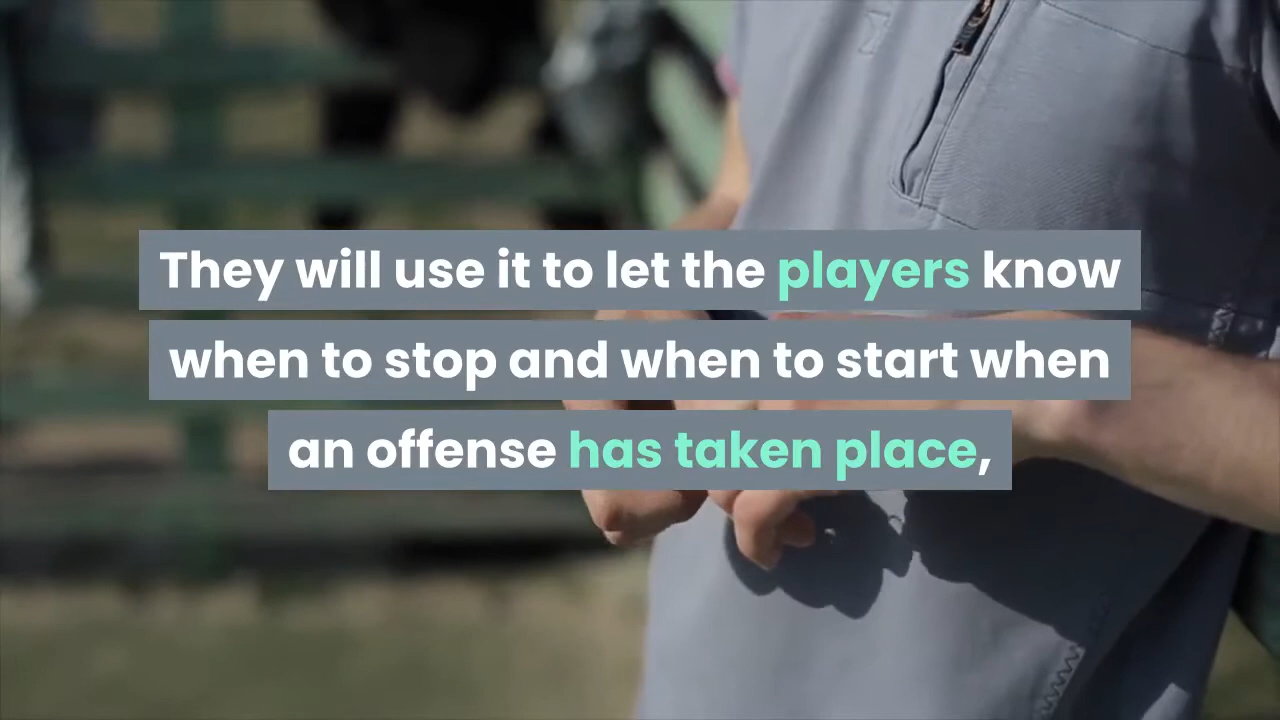 They will use it to let the players know
when to stop and when to start when
an offense has taken place,